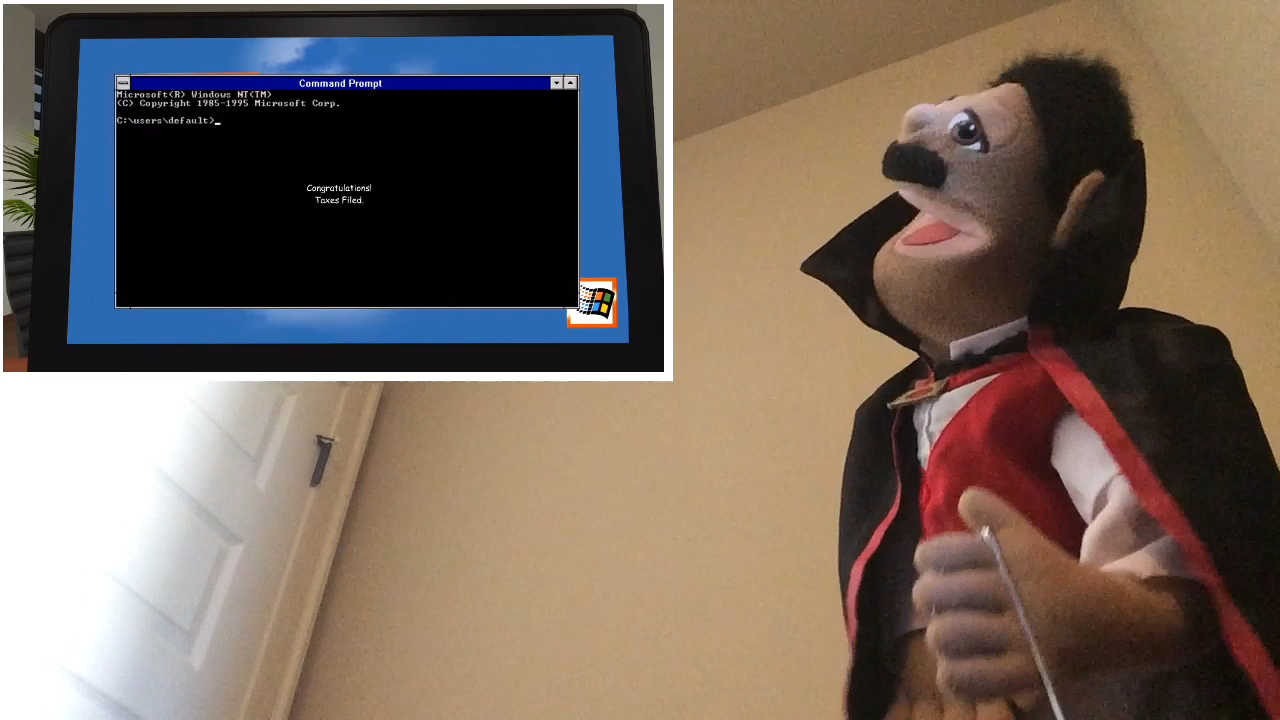 Command Prompt
Microsoft(R) Windows NT(TM)
(C) Copyright 1985-1995 Microsoft Corp.
C:\users\default>_
Congratulations!
Taxes Filed.